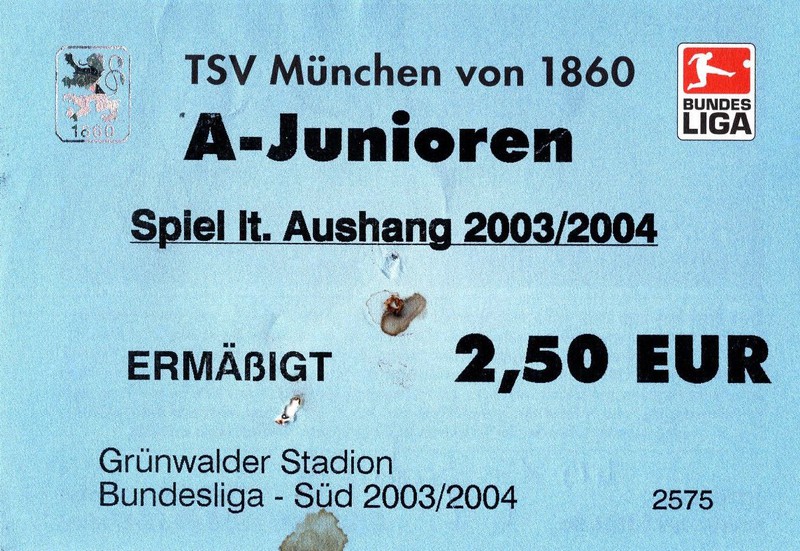 TSV München von 1860
1860
BUNDES
LIGA
A-Junioren
Spiel lt. Aushang 2003/2004
ERMÄßIGT
2,50 EUR
Grünwalder Stadion
Bundesliga - Süd 2003/2004
2575